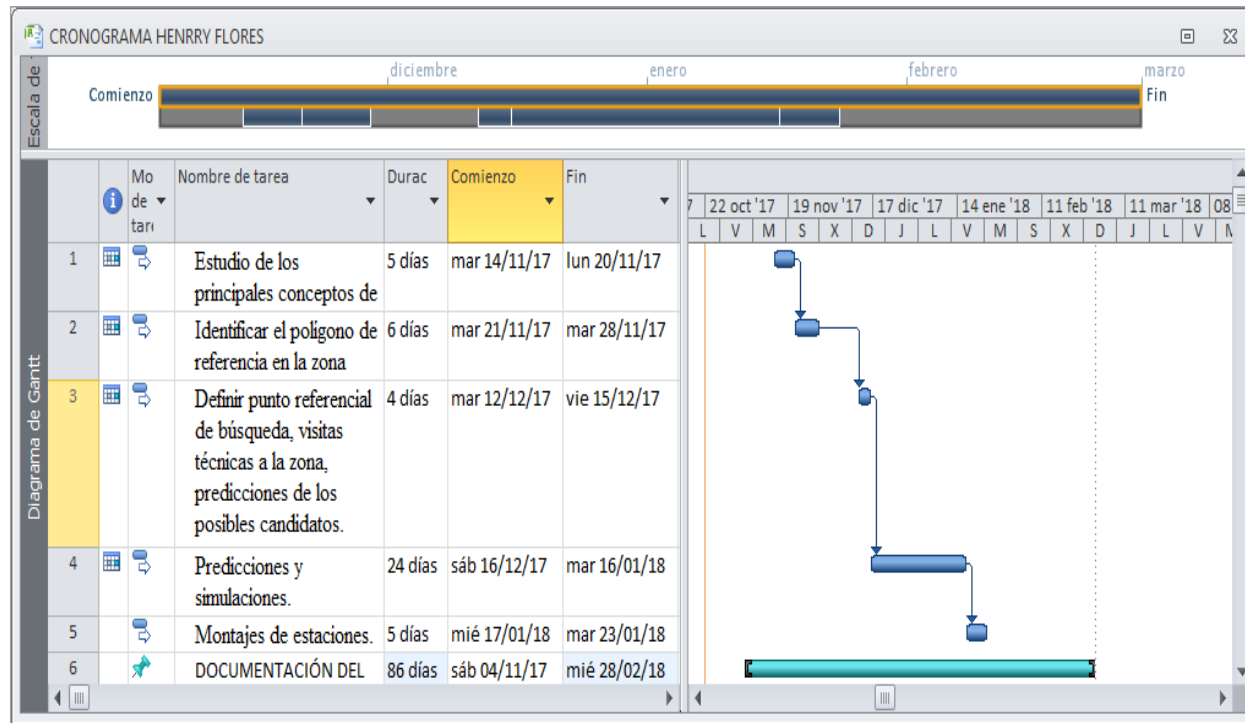 CRONOGRAMA HENRRY FLORES
Escala de
diciembre enero febrero marzo
Comienzo Fin
Diagrama de Gantt
Mo de tar Nombre de tarea Durac Comienzo Fin
7 22 oct '17 19 nov '17 17 dic '17 14 ene '18 11 feb '18 11 mar '18 08
L V M S X D J L V M S X D J L V M
1 Estudio de los 5 días mar 14/11/17 lun 20/11/17
principales conceptos de
2 Identificar el polígono de 6 días mar 21/11/17 mar 28/11/17
referencia en la zona
3 Definir punto referencial 4 días mar 12/12/17 vie 15/12/17
de búsqueda, visitas
técnicas a la zona,
predicciones de los
posibles candidatos.
4 Predicciones y 24 días sáb 16/12/17 mar 16/01/18
simulaciones.
5 Montajes de estaciones. 5 días mié 17/01/18 mar 23/01/18
6 DOCUMENTACIÓN DEL 86 días sáb 04/11/17 mié 28/02/18